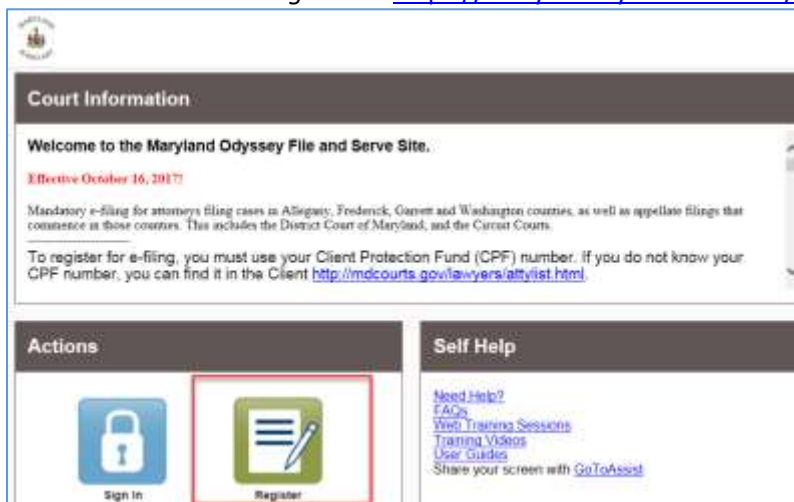 Court Information
Welcome to the Maryland Odyssey File and Serve Site.
Effective October 16, 2017!
Mandatory e-filing for attorneys filing cases in Allegany, Frederick, Garrett and Washington counties, as well as appellate filings that
commence in those counties. This includes the District Court of Maryland, and the Circuit Courts.
To register for e-filing, you must use your Client Protection Fund (CPF) number. If you do not know your
CPF number, you can find it in the Client http://mdcourts.gov/lawyers/attylist.html.
Actions
Sign In
Register
Self Help
Need Help?
FAQs
Web Training Sessions
Training Videos
User Guides
Share your screen with GoToAssist